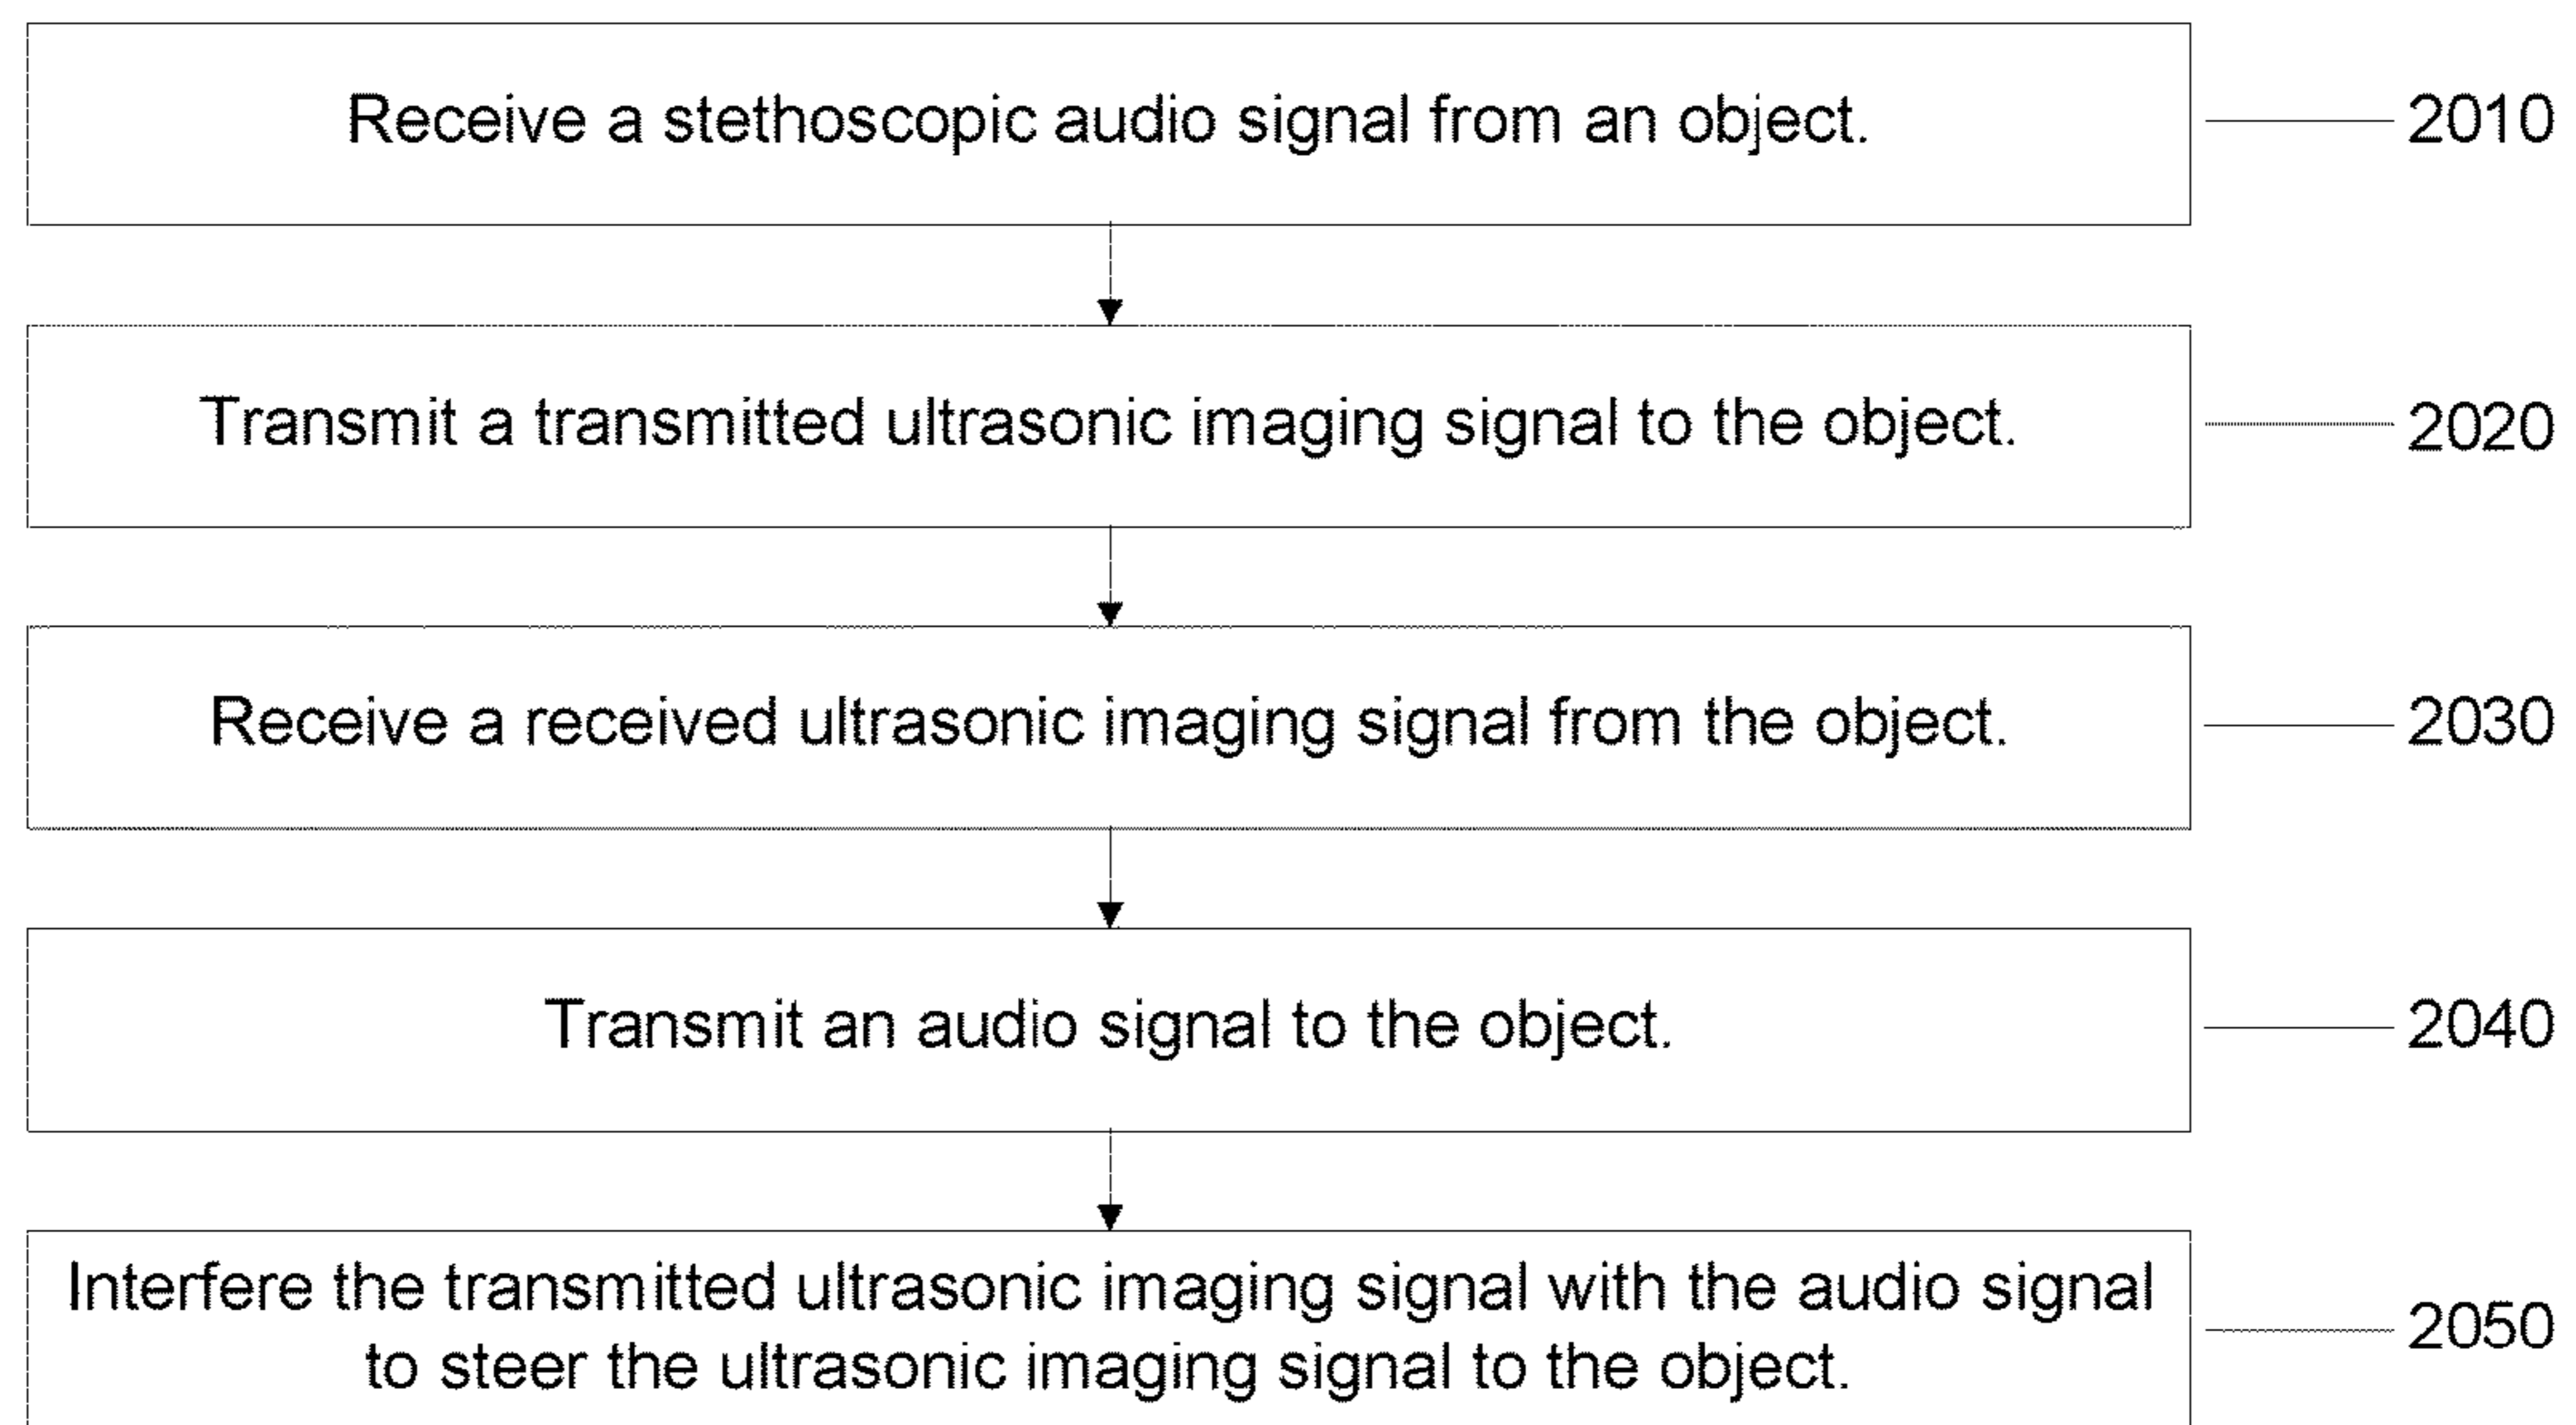 Receive a stethoscopic audio signal from an object.
2010
Transmit a transmitted ultrasonic imaging signal to the object.
2020
Receive a received ultrasonic imaging signal from the object.
2030
Transmit an audio signal to the object.
2040
Interfere the transmitted ultrasonic imaging signal with the audio signal
to steer the ultrasonic imaging signal to the object.
2050